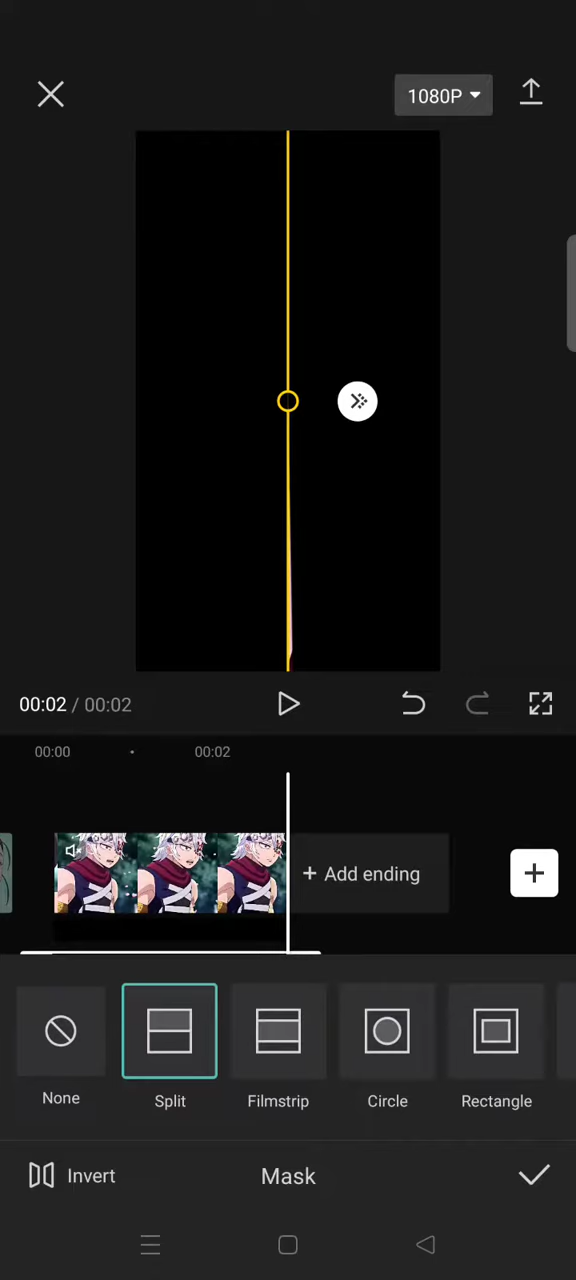 1080P
00:02 / 00:02
00:00
00:02
+ Add ending
None
Split
Filmstrip
Circle
Rectangle
Invert
Mask